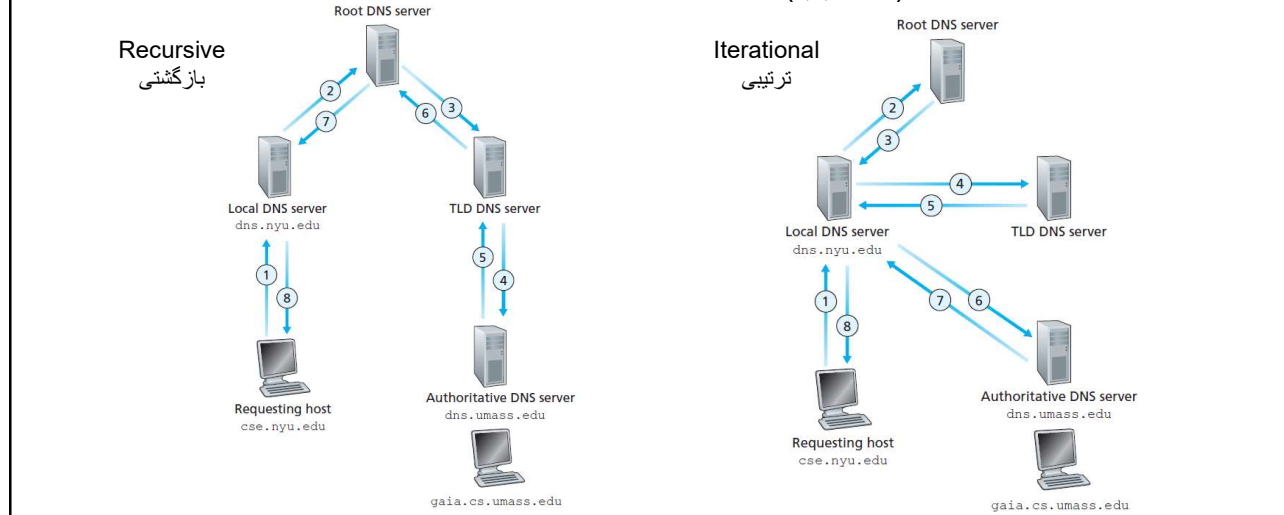 Root DNS server
Recursive
بازگشتی
2
7
3
6
Local DNS server
dns.nyu.edu
TLD DNS server
1
8
5
4
Requesting host
cse.nyu.edu
Authoritative DNS server
dns.umass.edu
gaia.cs.umass.edu
Root DNS server
Iterational
ترتیبی
2
3
4
5
Local DNS server
dns.nyu.edu
TLD DNS server
1
8
7
6
Requesting host
cse.nyu.edu
Authoritative DNS server
dns.umass.edu
gaia.cs.umass.edu